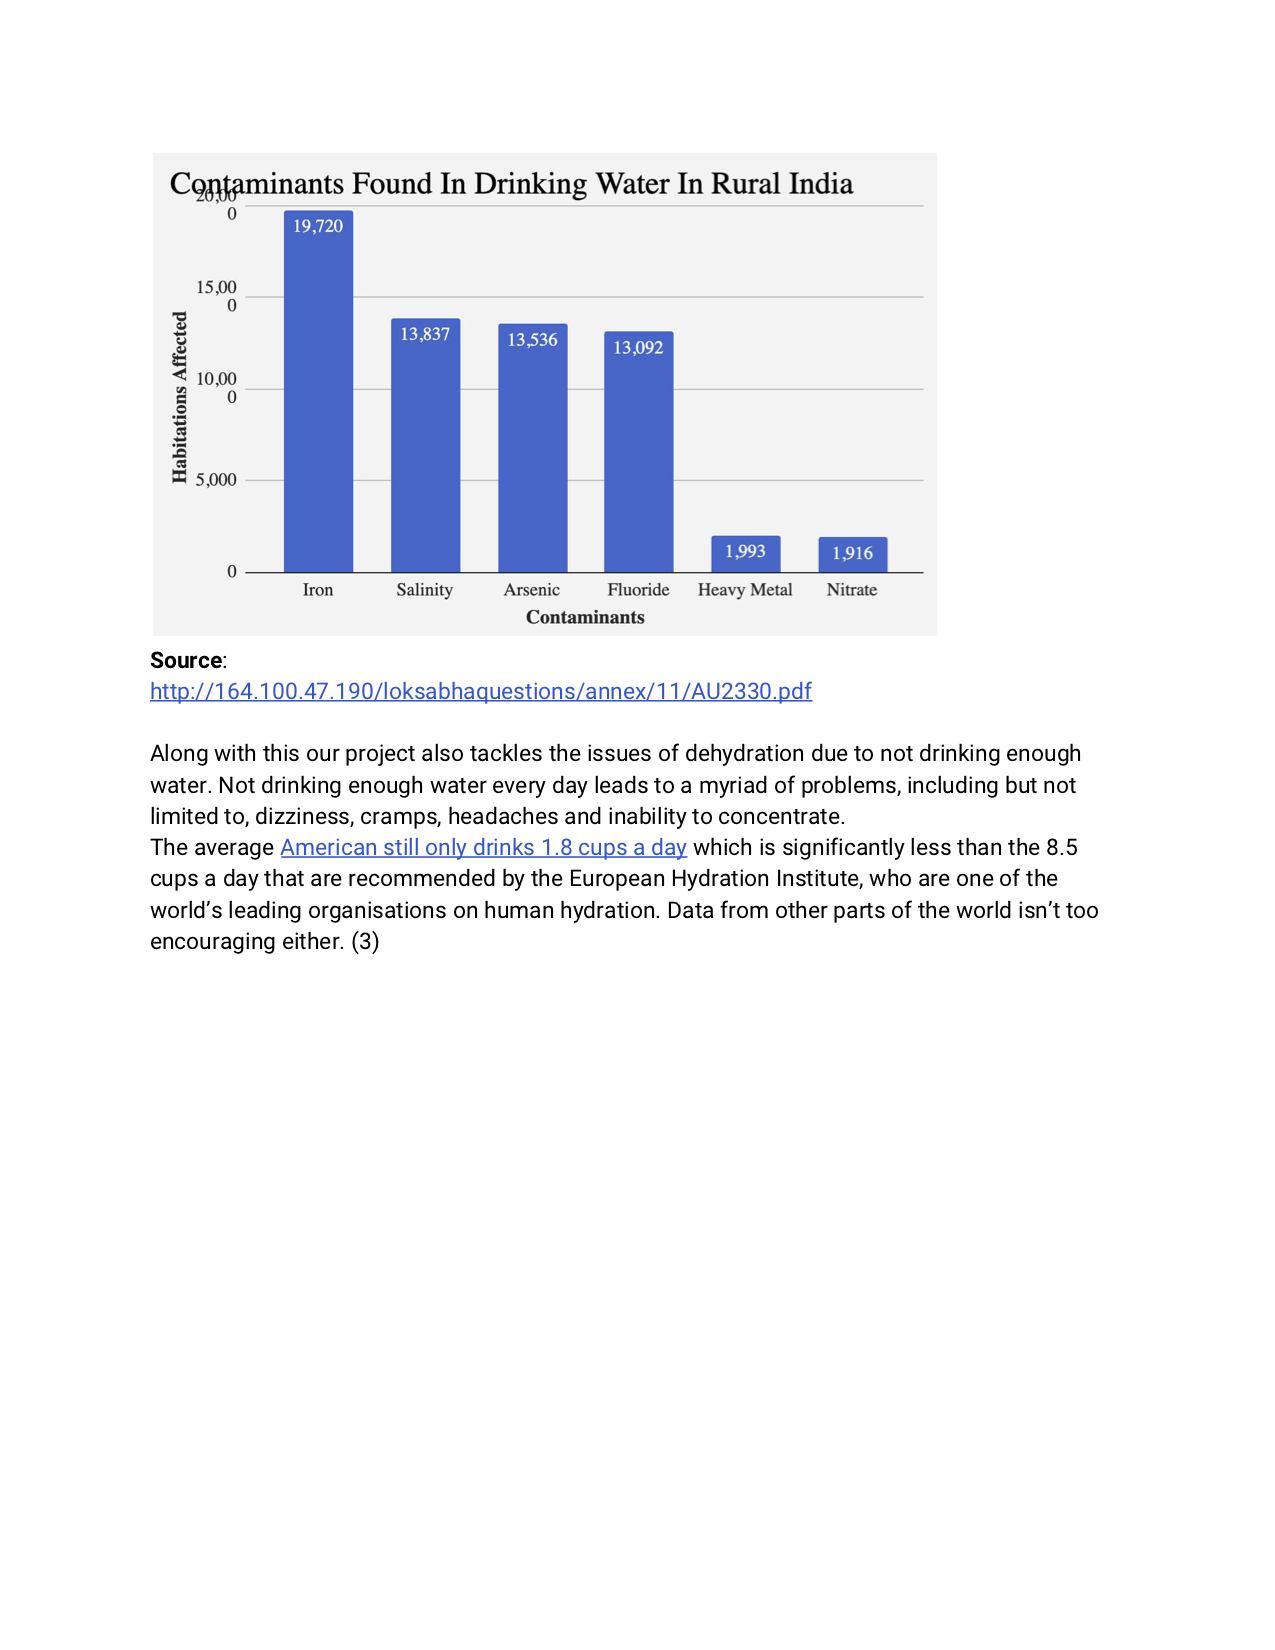 Contaminants Found In Drinking Water In Rural India
20,00
0
19,720
15,00
0
13,837
13,536
13,092
10,00
0
5,000
1,993
1,916
0
Habitations Affected
Iron Salinity Arsenic Fluoride Heavy Metal Nitrate
Contaminants
Source:
http://164.100.47.190/loksabhaquestions/annex/11/AU2330.pdf
Along with this our project also tackles the issues of dehydration due to not drinking enough
water. Not drinking enough water every day leads to a myriad of problems, including but not
limited to, dizziness, cramps, headaches and inability to concentrate.
The average American still only drinks 1.8 cups a day which is significantly less than the 8.5
cups a day that are recommended by the European Hydration Institute, who are one of the
world’s leading organisations on human hydration. Data from other parts of the world isn’t too
encouraging either. (3)